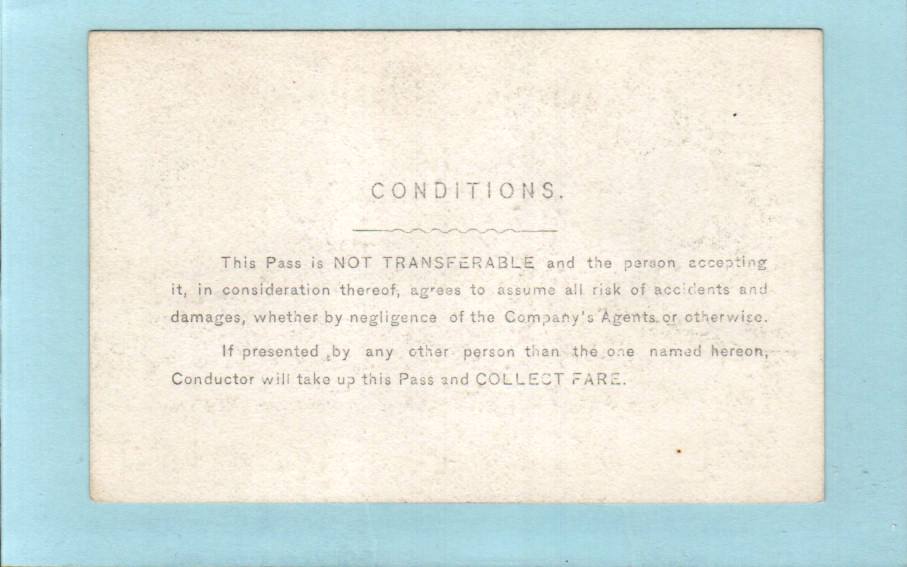 CONDITIONS.
This Pass is NOT TRANSFERABLE and the person accepting
it, in consideration thereof, agrees to assume all risk of accidents and
damages, whether by negligence of the Company's Agents or otherwise.
If presented by any other person than the one named hereon,
Conductor will take up this Pass and COLLECT FARE.